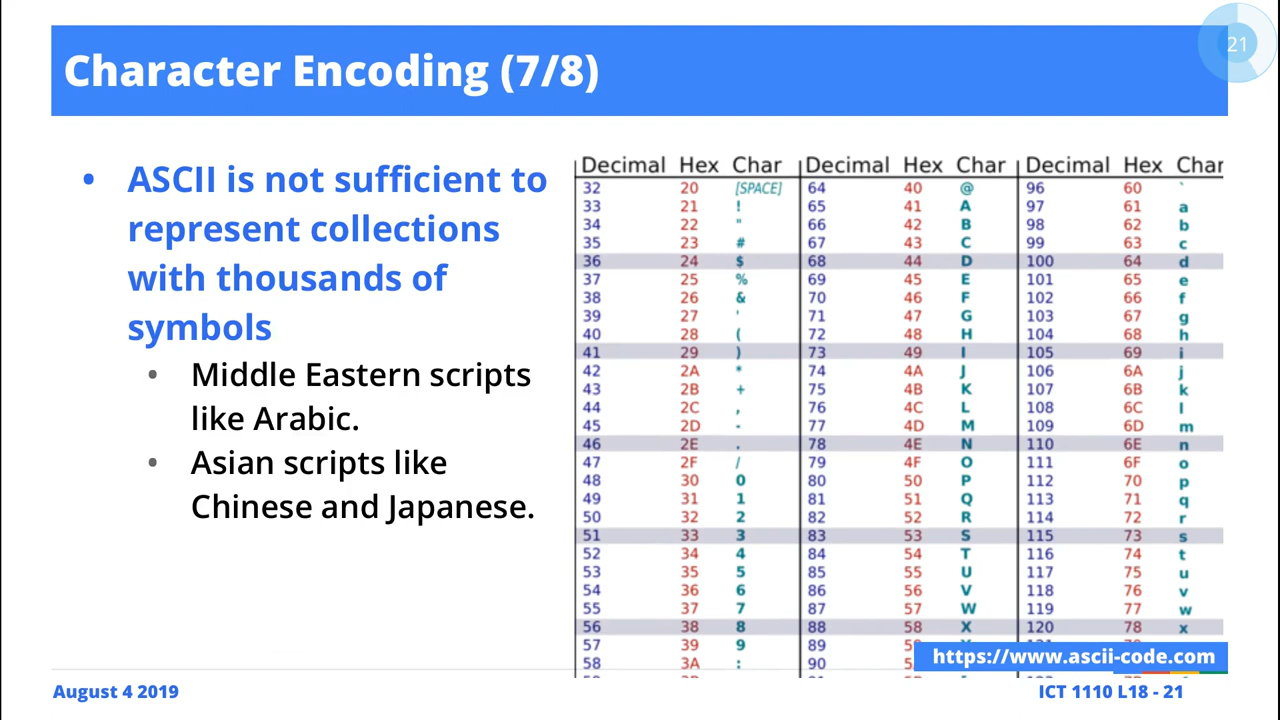 21
Character Encoding (7/8)
• ASCII is not sufficient to
represent collections
with thousands of
symbols
• Middle Eastern scripts
like Arabic.
• Asian scripts like
Chinese and Japanese.
Decimal Hex Char Decimal Hex Char Decimal Hex Char
32 20 [SPACE] 64 40 @ 96 60 `
33 21 ! 65 41 A 97 61 a
34 22 " 66 42 B 98 62 b
35 23 # 67 43 C 99 63 c
36 24 $ 68 44 D 100 64 d
37 25 % 69 45 E 101 65 e
38 26 & 70 46 F 102 66 f
39 27 ' 71 47 G 103 67 g
40 28 ( 72 48 H 104 68 h
41 29 ) 73 49 I 105 69 i
42 2A * 74 4A J 106 6A j
43 2B + 75 4B K 107 6B k
44 2C , 76 4C L 108 6C l
45 2D - 77 4D M 109 6D m
46 2E . 78 4E N 110 6E n
47 2F / 79 4F O 111 6F o
48 30 0 80 50 P 112 70 p
49 31 1 81 51 Q 113 71 q
50 32 2 82 52 R 114 72 r
51 33 3 83 53 S 115 73 s
52 34 4 84 54 T 116 74 t
53 35 5 85 55 U 117 75 u
54 36 6 86 56 V 118 76 v
55 37 7 87 57 W 119 77 w
56 38 8 88 58 X 120 78 x
57 39 9 89
58 3A : 90
https://www.ascii-code.com
August 4 2019
ICT 1110 L18 - 21